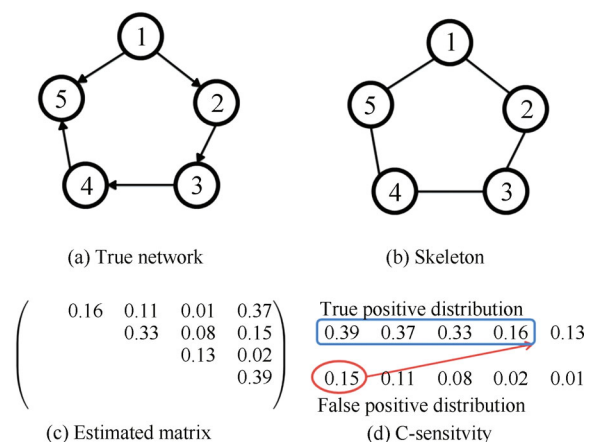 1
5
2
4
3
(a) True network
1
5
2
4
3
(b) Skeleton
0.16 0.11 0.01 0.37
0.33 0.08 0.15
0.13 0.02
0.39
(c) Estimated matrix
True positive distribution
0.39 0.37 0.33 0.16 0.13
0.15 0.11 0.08 0.02 0.01
False positive distribution
(d) C-sensitvity